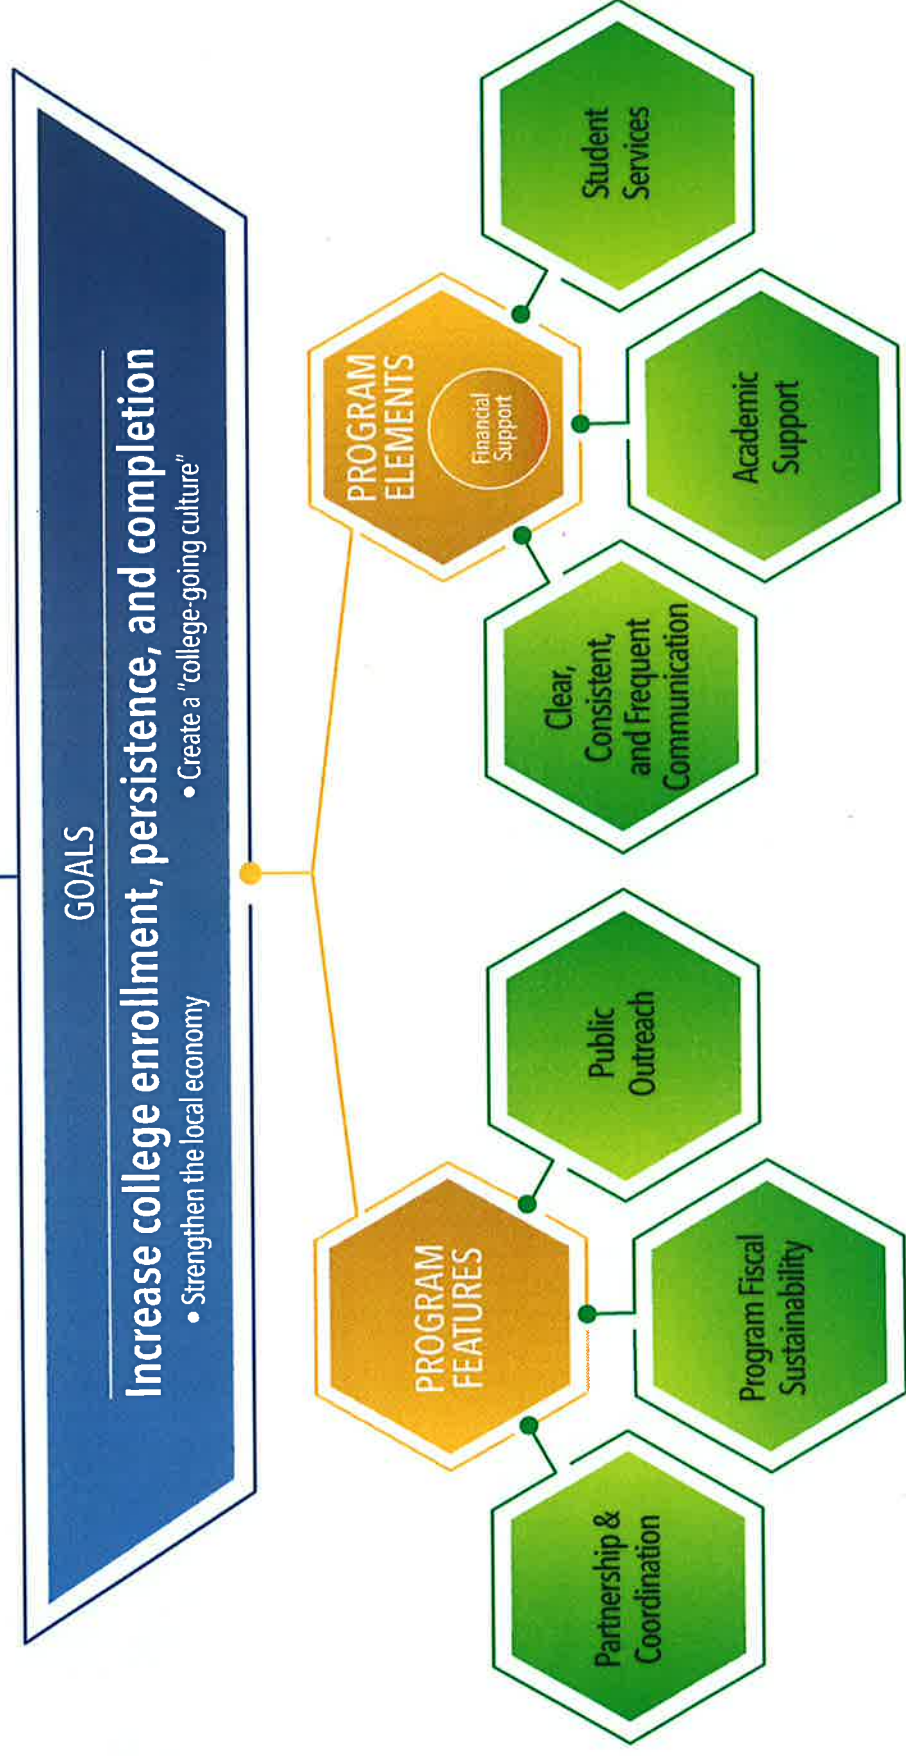 GOALS
Increase college enrollment, persistence, and completion
• Strengthen the local economy
• Create a "college-going culture"
PROGRAM
FEATURES
Partnership &
Coordination
Program Fiscal
Sustainability
Public
Outreach
PROGRAM
ELEMENTS
Financial
Support
Clear,
Consistent,
and Frequent
Communication
Academic
Support
Student
Services